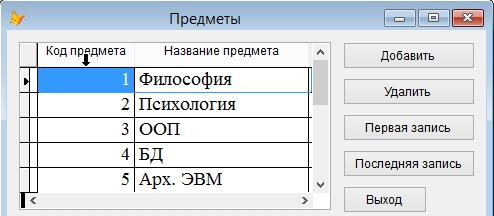 Предметы
Код предмета Название предмета
1 Философия
2 Психология
3 ООП
4 БД
5 Арх. ЭВМ
Добавить
Удалить
Первая запись
Последняя запись
Выход